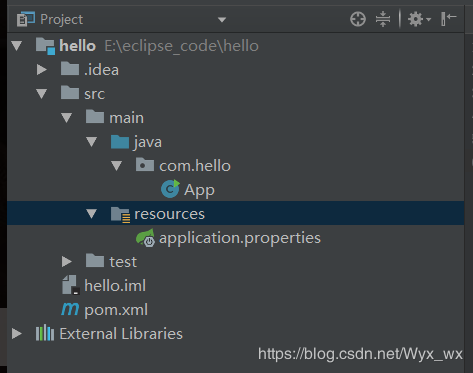 Project
hello E:\eclipse_code\hello
.idea
src
main
java
com.hello
App
resources
application.properties
test
hello.iml
pom.xml
External Libraries
https://blog.csdn.net/Wyx_wx